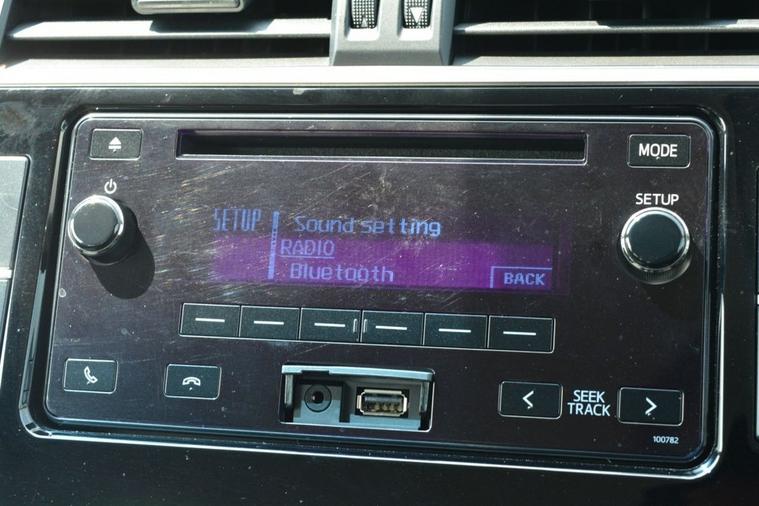 MODE
SETUP
SETUP
Sound setting
RADIO
Bluetooth
BACK
SEEK
TRACK
100782